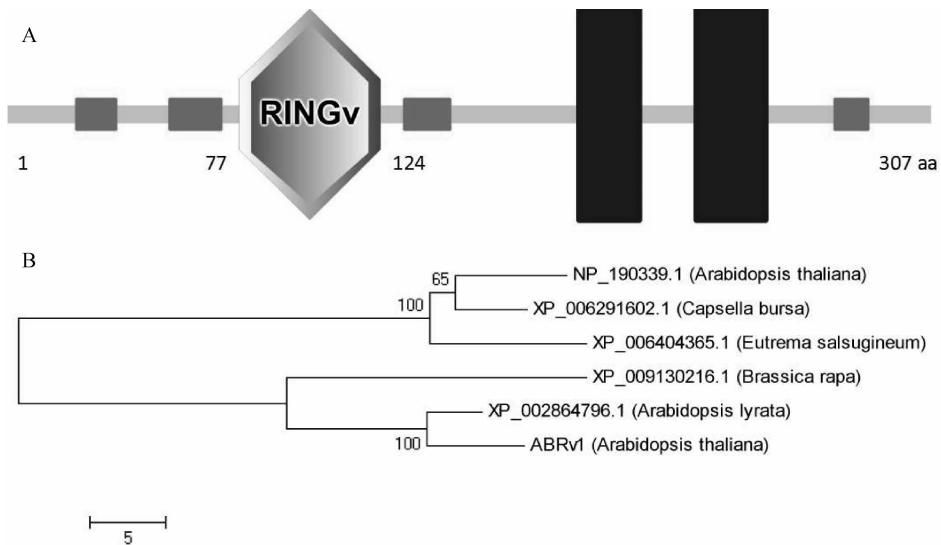 A
RINGv
1 77 124 307 aa
B
NP_190339.1 (Arabidopsis thaliana)
65
XP_006291602.1 (Capsella bursa)
100
XP_006404365.1 (Eutrema salsugineum)
XP_009130216.1 (Brassica rapa)
XP_002864796.1 (Arabidopsis lyrata)
100
ABRv1 (Arabidopsis thaliana)
5